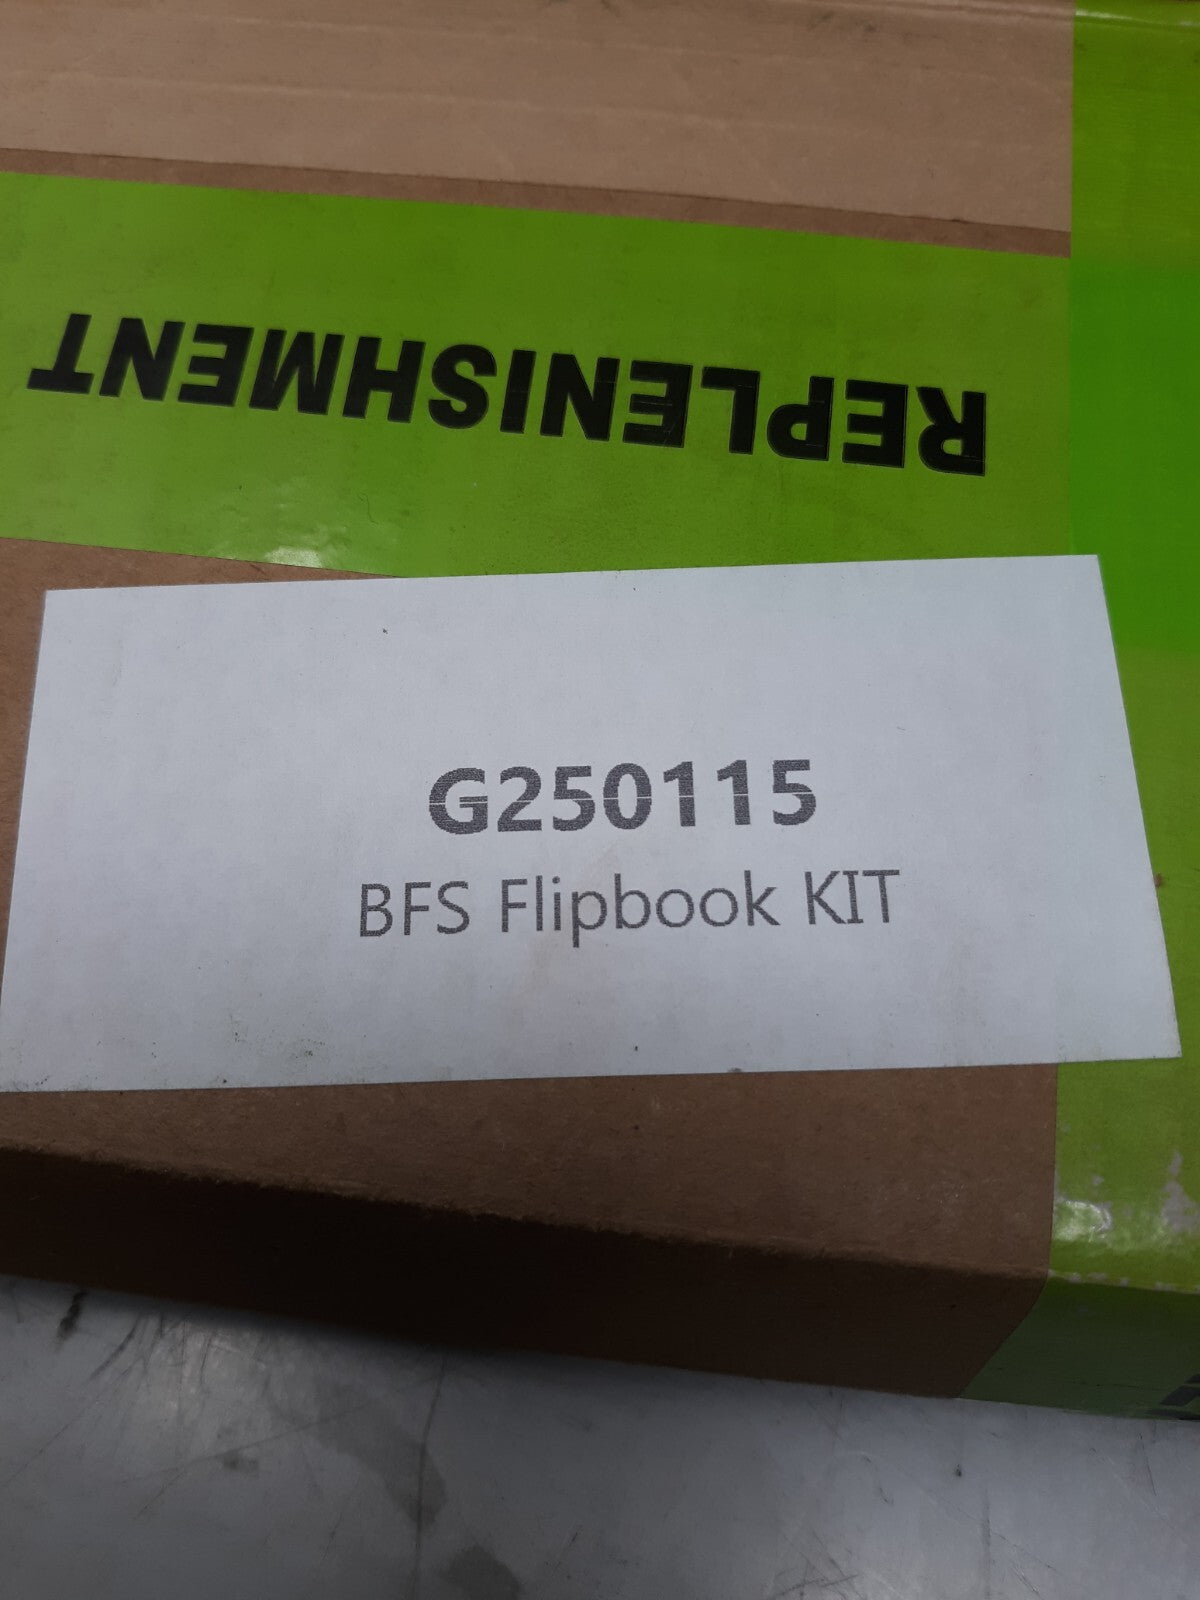 REPLENISHMENT
G250115
BFS Flipbook KIT